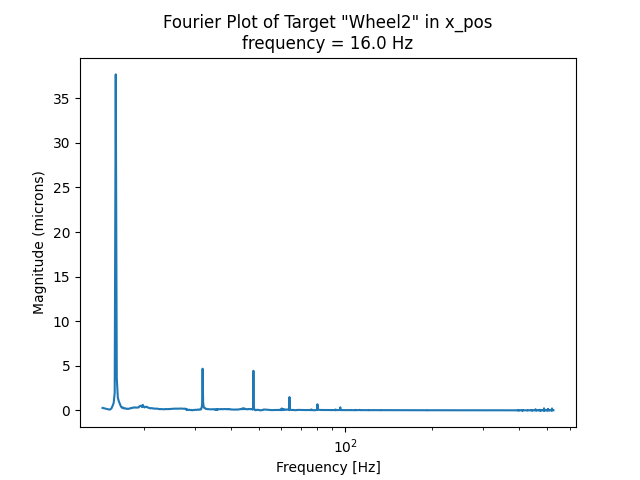 Fourier Plot of Target "Wheel2" in x_pos
frequency = 16.0 Hz
Magnitude (microns)
35
30
25
20
15
10
5
0
10²
Frequency [Hz]